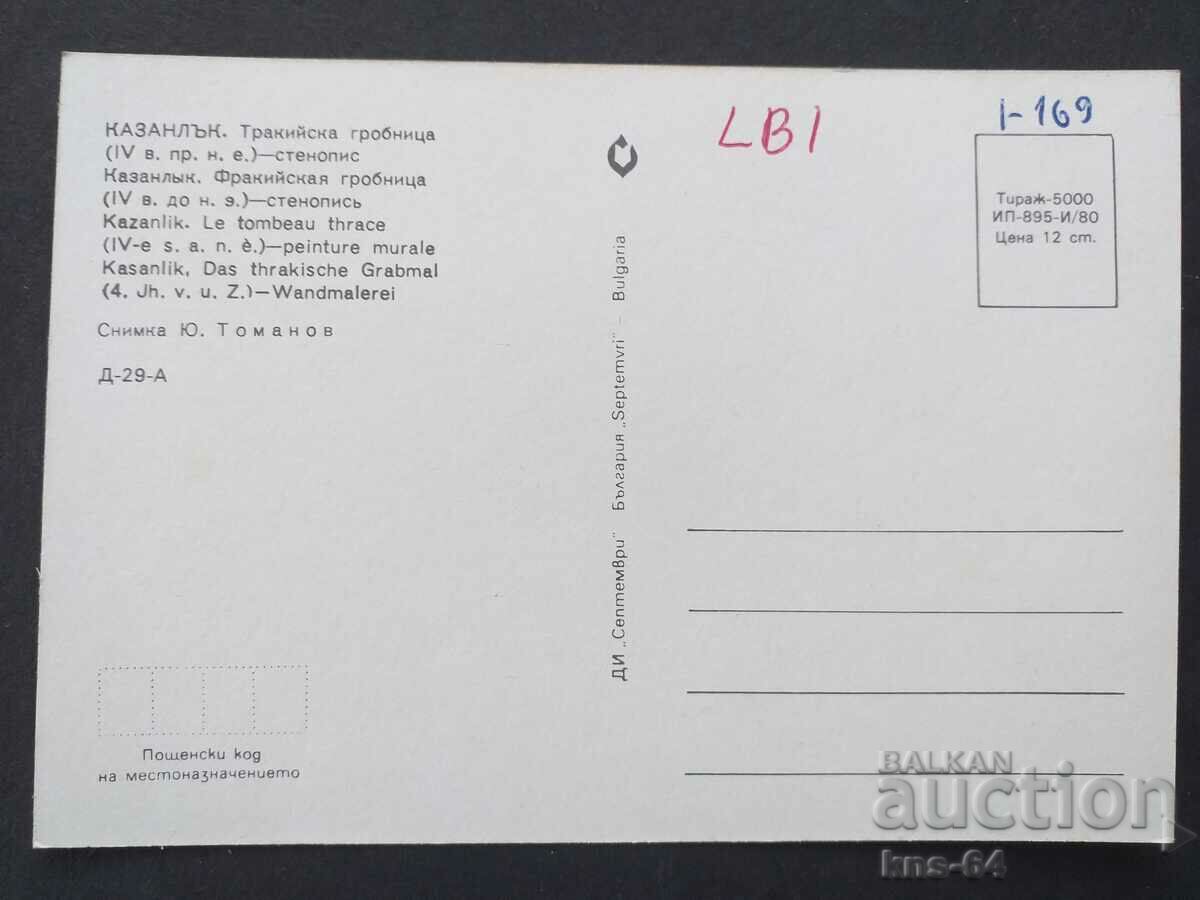 КАЗАНЛЪК. Тракийска гробница
(IV в. пр. н. е.)—стенопис
Казанлык. Фракийская гробница
(IV в. до н. э.)—стенопись
Kazanlik. Le tombeau thrace
(IV-e s. a. n. è.)—peinture murale
Kasanlik, Das thrakische Grabmal
(4. Jh. v. u. Z.)—Wandmalerei
Снимка Ю. Томанов
Д-29-А
Пощенски код
на местоназначението
ДИ „Септември" България „Septemvri" – Bulgaria
LB1
I-169
Тираж-5000
ИП-895-И/80
Цена 12 ст.
BALKAN
auction
kns-64